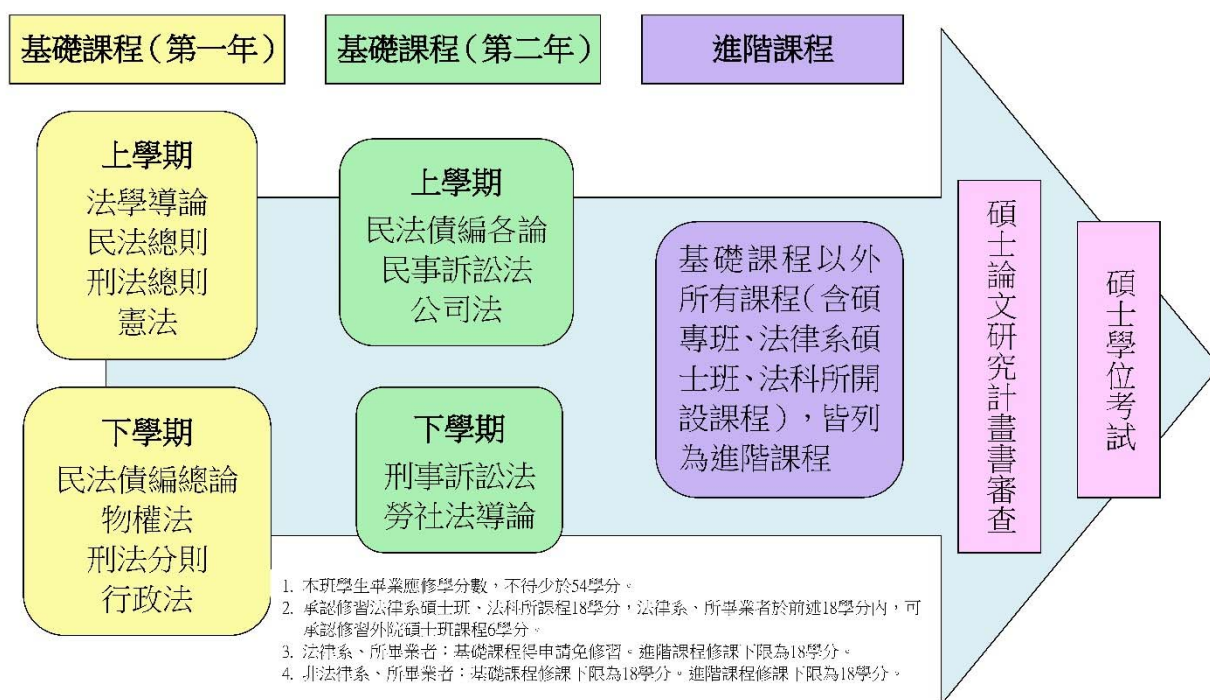 基礎課程（第一年）
上學期
法學導論
民法總則
刑法總則
憲法
下學期
民法債編總論
物權法
刑法分則
行政法
基礎課程（第二年）
上學期
民法債編各論
民事訴訟法
公司法
下學期
刑事訴訟法
勞社法導論
進階課程
基礎課程以外
所有課程（含碩
專班、法律系碩
士班、法科所開
設課程），皆列
為進階課程
碩士論文研究計畫書審查
碩士學位考試
1. 本班學生畢業應修學分數，不得少於54學分。
2. 承認修習法律系碩士班、法科所課程18學分，法律系、所畢業者於前述18學分內，可
承認修習外院碩士班課程6學分。
3. 法律系、所畢業者：基礎課程得申請免修習。進階課程修課下限為18學分。
4. 非法律系、所畢業者：基礎課程修課下限為18學分。進階課程修課下限為18學分。